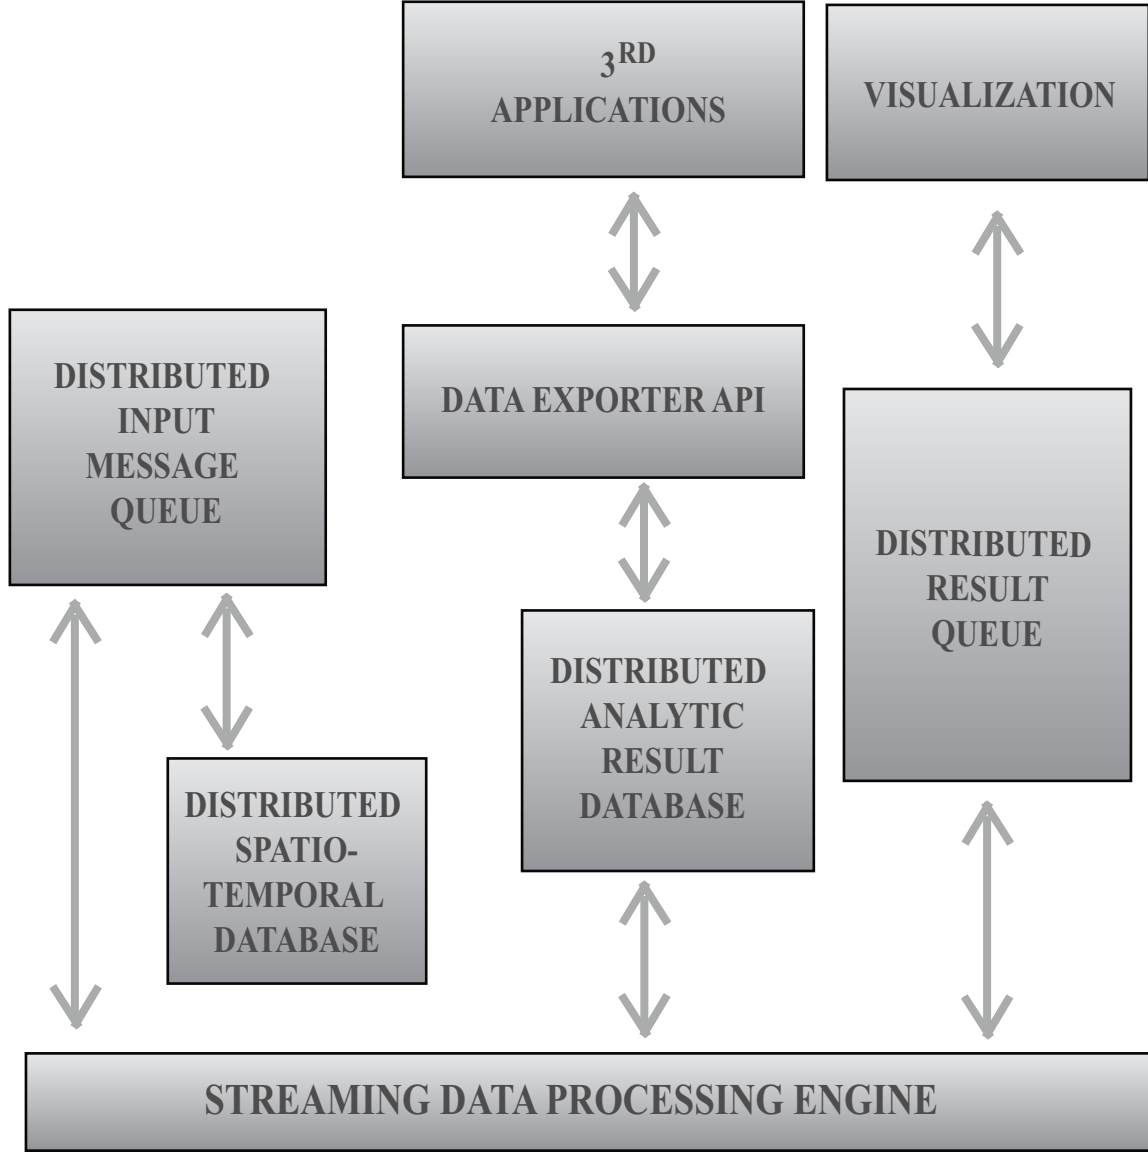 3RD
APPLICATIONS
VISUALIZATION
DISTRIBUTED
INPUT
MESSAGE
QUEUE
DATA EXPORTER API
DISTRIBUTED
RESULT
QUEUE
DISTRIBUTED
ANALYTIC
RESULT
DATABASE
DISTRIBUTED
SPATIO-
TEMPORAL
DATABASE
STREAMING DATA PROCESSING ENGINE